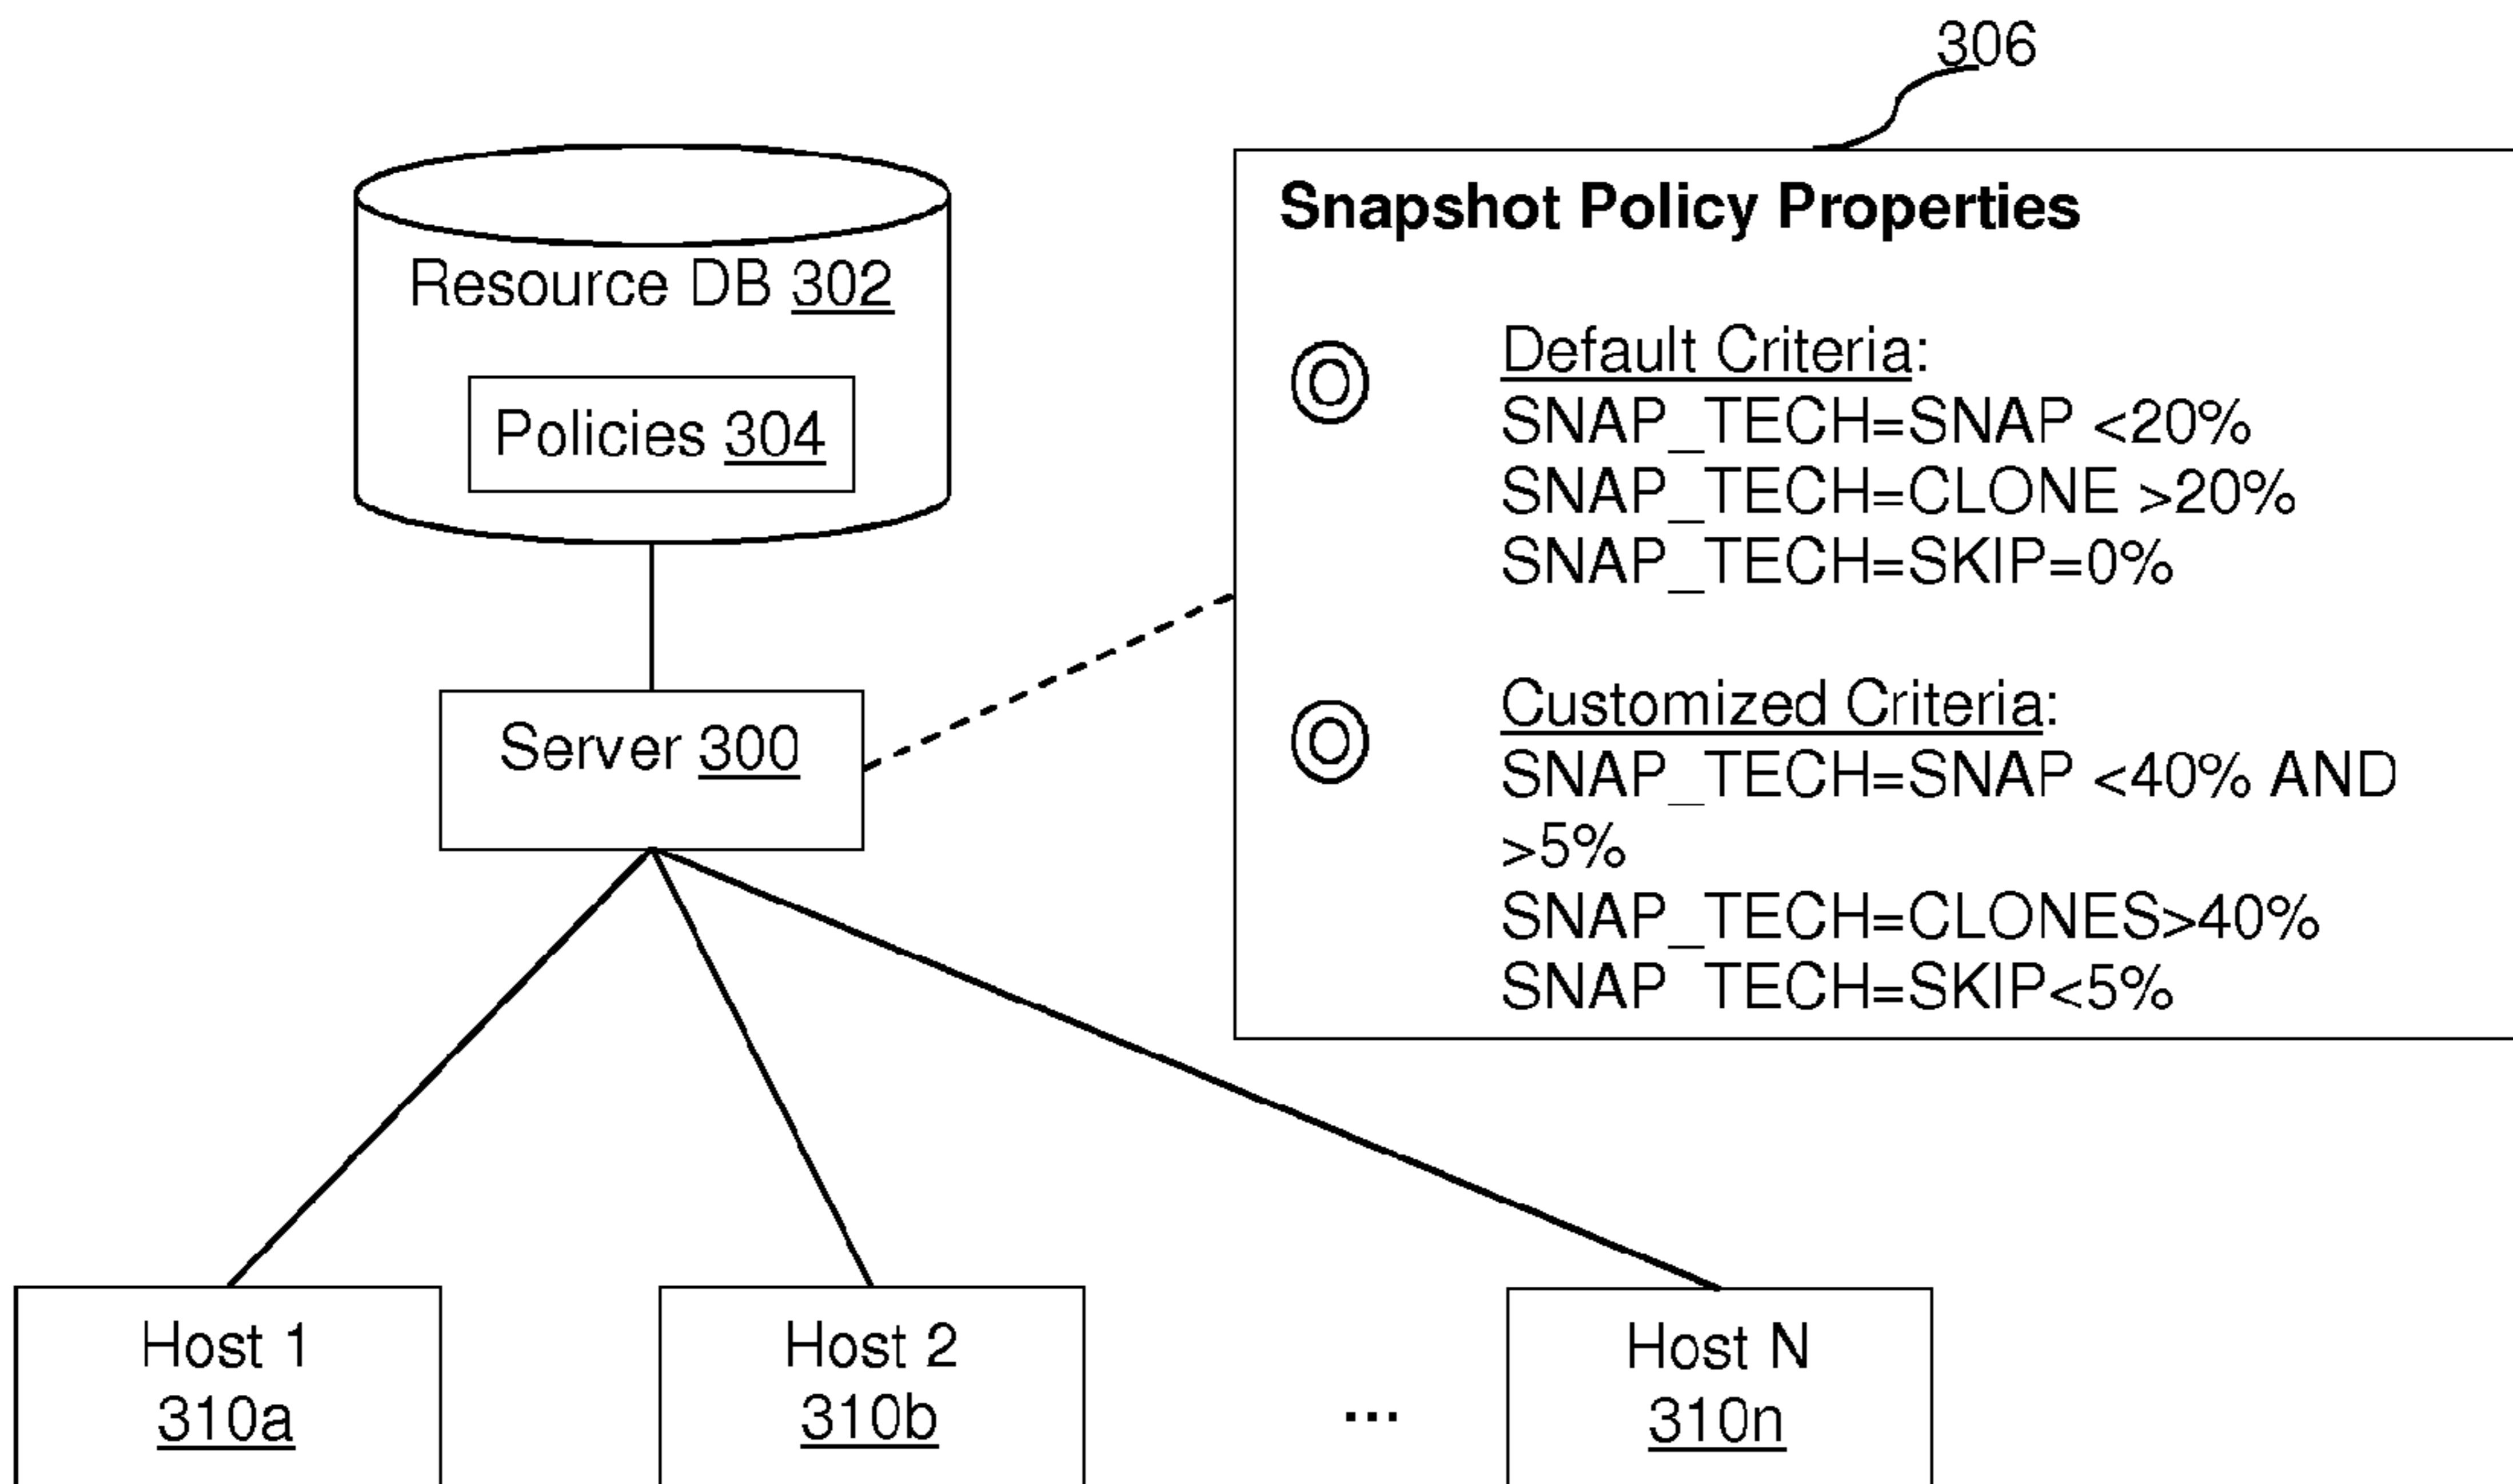 306
Resource DB 302
Policies 304
Server 300
Snapshot Policy Properties
Default Criteria:
SNAP_TECH=SNAP <20%
SNAP_TECH=CLONE >20%
SNAP_TECH=SKIP=0%
Customized Criteria:
SNAP_TECH=SNAP <40% AND
>5%
SNAP_TECH=CLONES>40%
SNAP_TECH=SKIP<5%
Host 1
310a
Host 2
310b
...
Host N
310n